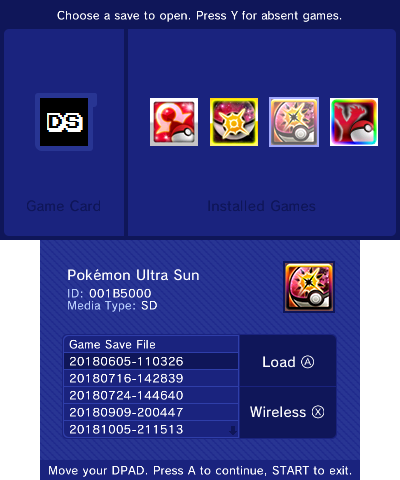 Choose a save to open. Press Y for absent games.
DS
Game Card
Installed Games
Pokémon Ultra Sun
ID: 001B5000
Media Type: SD
Game Save File
20180605-110326
20180716-142839
20180724-144640
20180909-200447
20181005-211513
Load Ⓐ
Wireless Ⓧ
Move your DPAD. Press A to continue, START to exit.